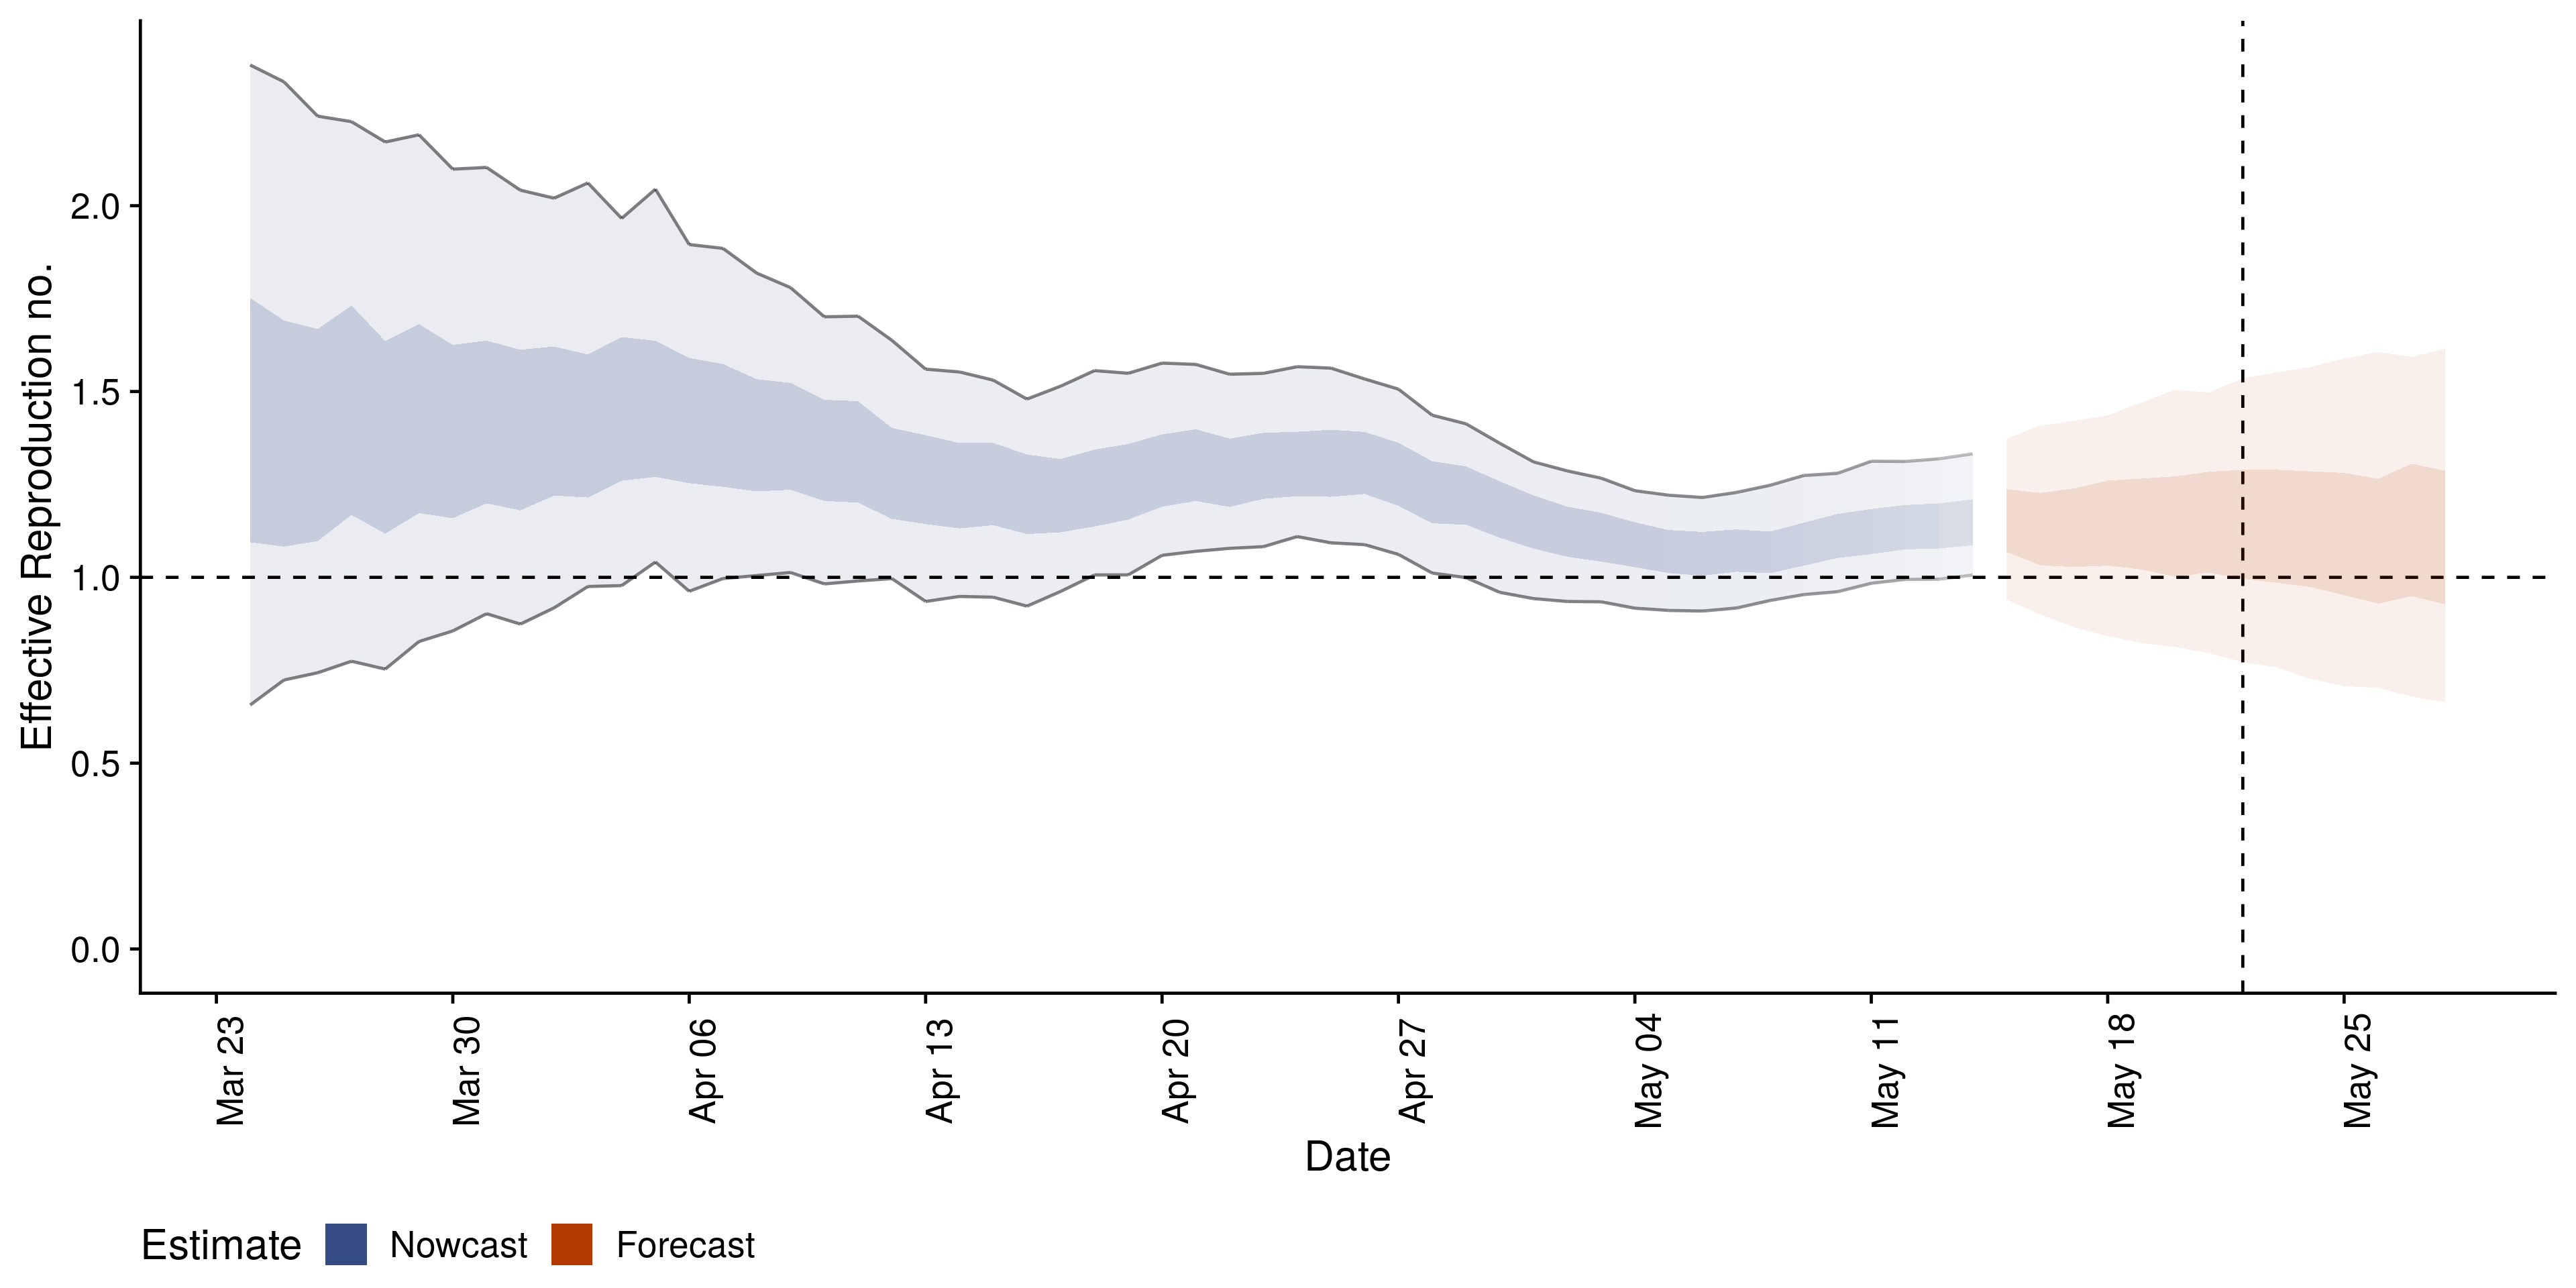 Effective Reproduction no.
2.0
1.5
1.0
0.5
0.0
Mar 23
Mar 30
Apr 06
Apr 13
Apr 20
Apr 27
May 04
May 11
May 18
May 25
Date
Estimate Nowcast Forecast